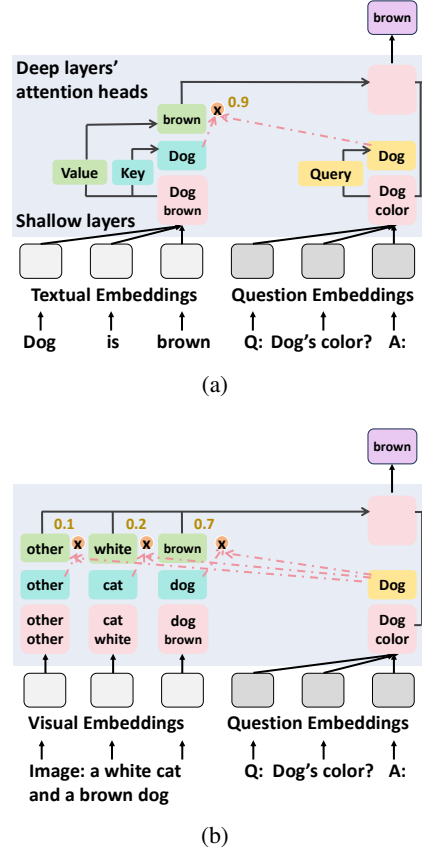 brown
Deep layers'
attention heads
0.9
brown
x
Dog
Dog
Value
Key
Query
Dog
brown
Dog
color
Shallow layers
Textual Embeddings
Question Embeddings
Dog
is
brown
Q:
Dog's color?
A:
(a)
brown
0.1
0.2
0.7
other
x
white
x
brown
x
other
cat
dog
Dog
other
other
cat
white
dog
brown
Dog
color
Visual Embeddings
Question Embeddings
Image: a white cat
and a brown dog
Q:
Dog's color?
A:
(b)